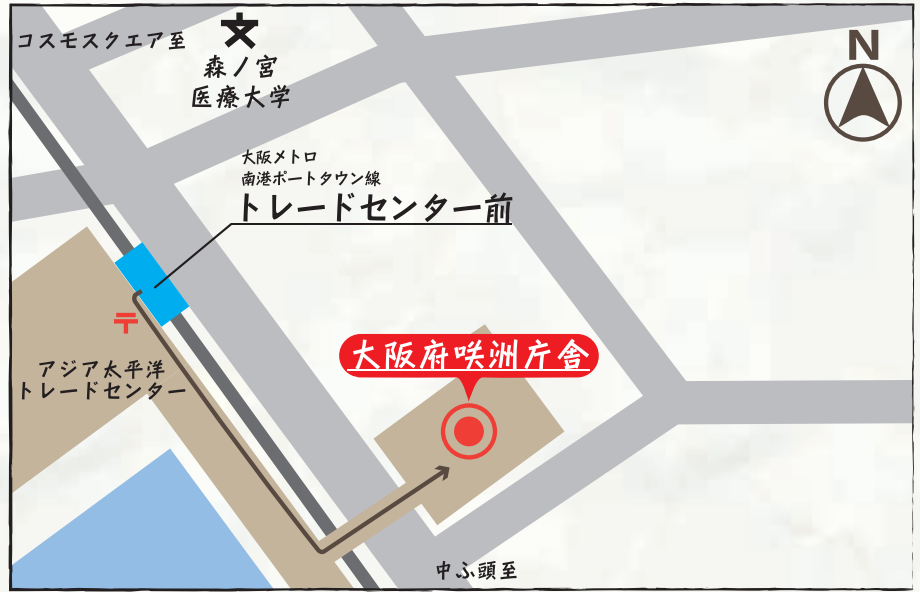 コスモスクエア至
森ノ宮
医療大学
N
大阪メトロ
南港ポートタウン線
トレードセンター前
〒
アジア太平洋
トレードセンター
大阪府咲洲庁舎
中ふ頭至